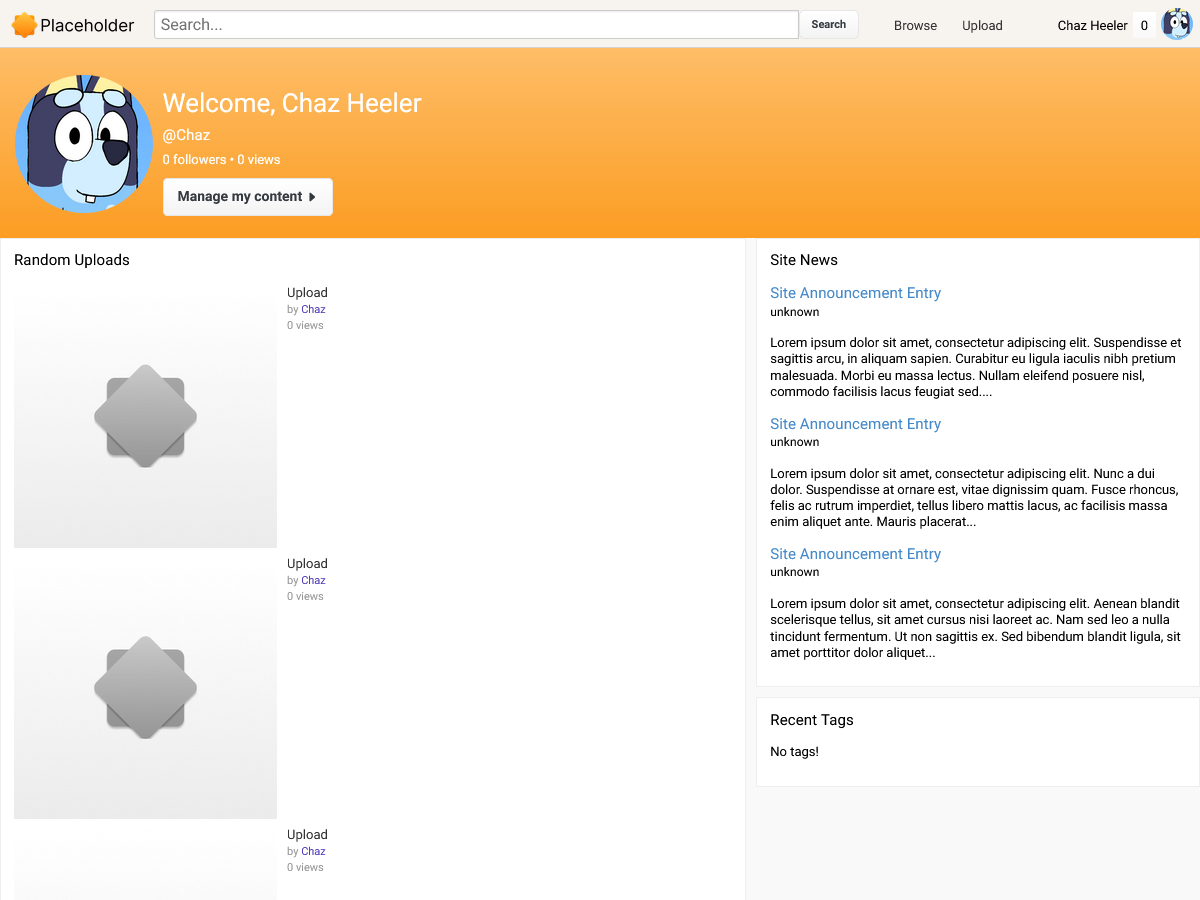 Placeholder
Search...
Search
Browse
Upload
Chaz Heeler
0
Welcome, Chaz Heeler
@Chaz
0 followers • 0 views
Manage my content
Random Uploads
Upload
by Chaz
0 views
Upload
by Chaz
0 views
Upload
by Chaz
0 views
Site News
Site Announcement Entry
unknown
Lorem ipsum dolor sit amet, consectetur adipiscing elit. Suspendisse et
sagittis arcu, in aliquam sapien. Curabitur eu ligula iaculis nibh pretium
malesuada. Morbi eu massa lectus. Nullam eleifend posuere nisl,
commodo facilisis lacus feugiat sed....
Site Announcement Entry
unknown
Lorem ipsum dolor sit amet, consectetur adipiscing elit. Nunc a dui
dolor. Suspendisse at ornare est, vitae dignissim quam. Fusce rhoncus,
felis ac rutrum imperdiet, tellus libero mattis lacus, ac facilisis massa
enim aliquet ante. Mauris placerat...
Site Announcement Entry
unknown
Lorem ipsum dolor sit amet, consectetur adipiscing elit. Aenean blandit
scelerisque tellus, sit amet cursus nisi laoreet ac. Nam sed leo a nulla
tincidunt fermentum. Ut non sagittis ex. Sed bibendum blandit ligula, sit
amet porttitor dolor aliquet...
Recent Tags
No tags!